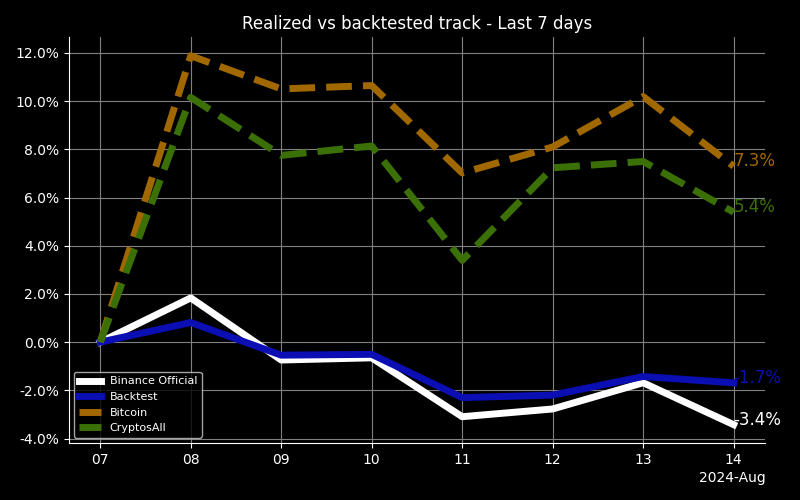 Realized vs backtested track - Last 7 days
12.0%
10.0%
8.0%
6.0%
4.0%
2.0%
0.0%
-2.0%
-4.0%
7.3%
5.4%
-1.7%
-3.4%
Binance Official
Backtest
Bitcoin
CryptosAll
07 08 09 10 11 12 13 14
2024-Aug